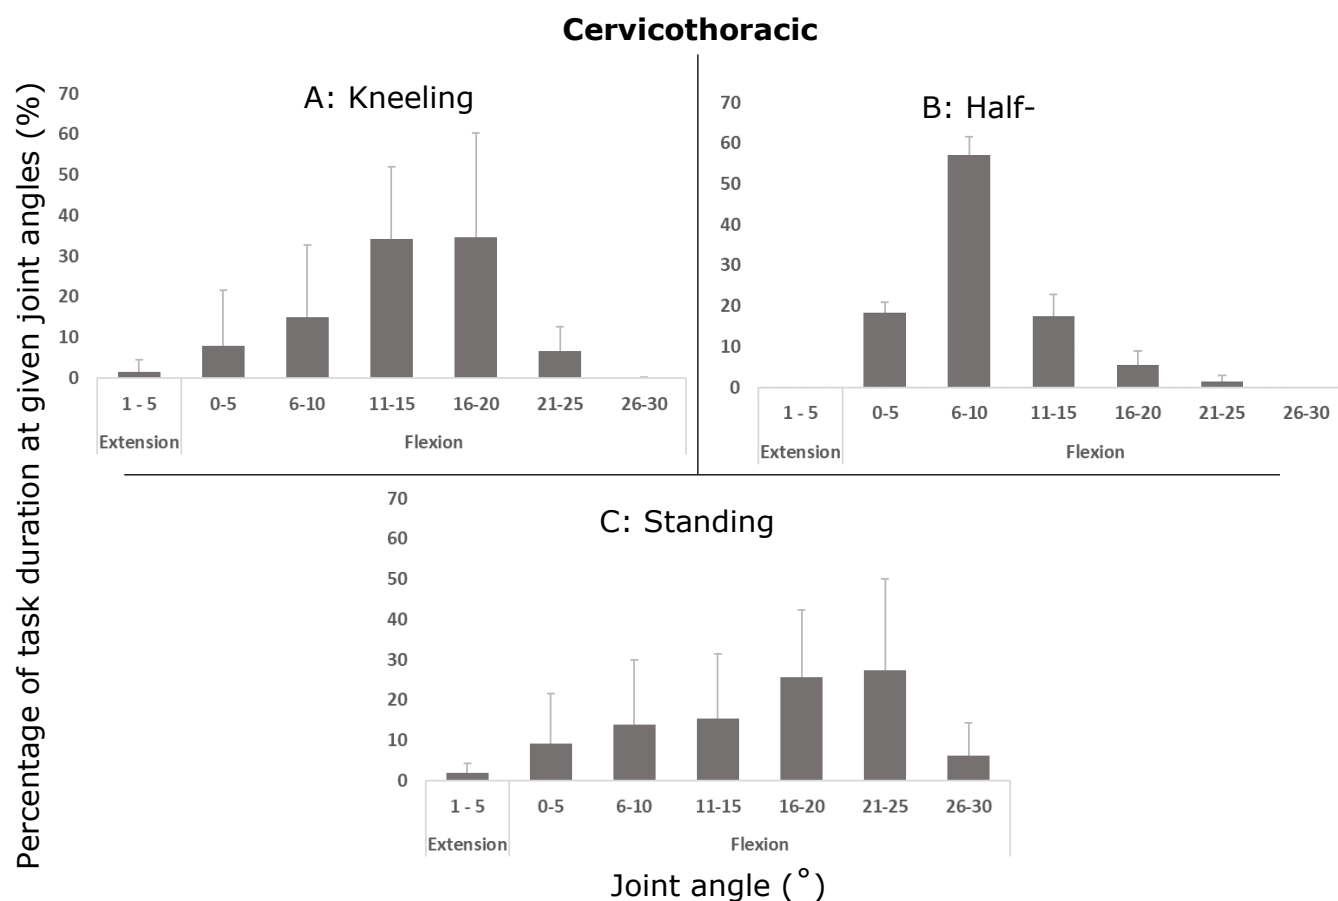 Cervicothoracic
Percentage of task duration at given joint angles (%)
A: Kneeling
70
60
50
40
30
20
10
0
1 - 5 0-5 6-10 11-15 16-20 21-25 26-30
Extension Flexion
B: Half-
70
60
50
40
30
20
10
0
1 - 5 0-5 6-10 11-15 16-20 21-25 26-30
Extension Flexion
C: Standing
70
60
50
40
30
20
10
0
1 - 5 0-5 6-10 11-15 16-20 21-25 26-30
Extension Flexion
Joint angle (˚)